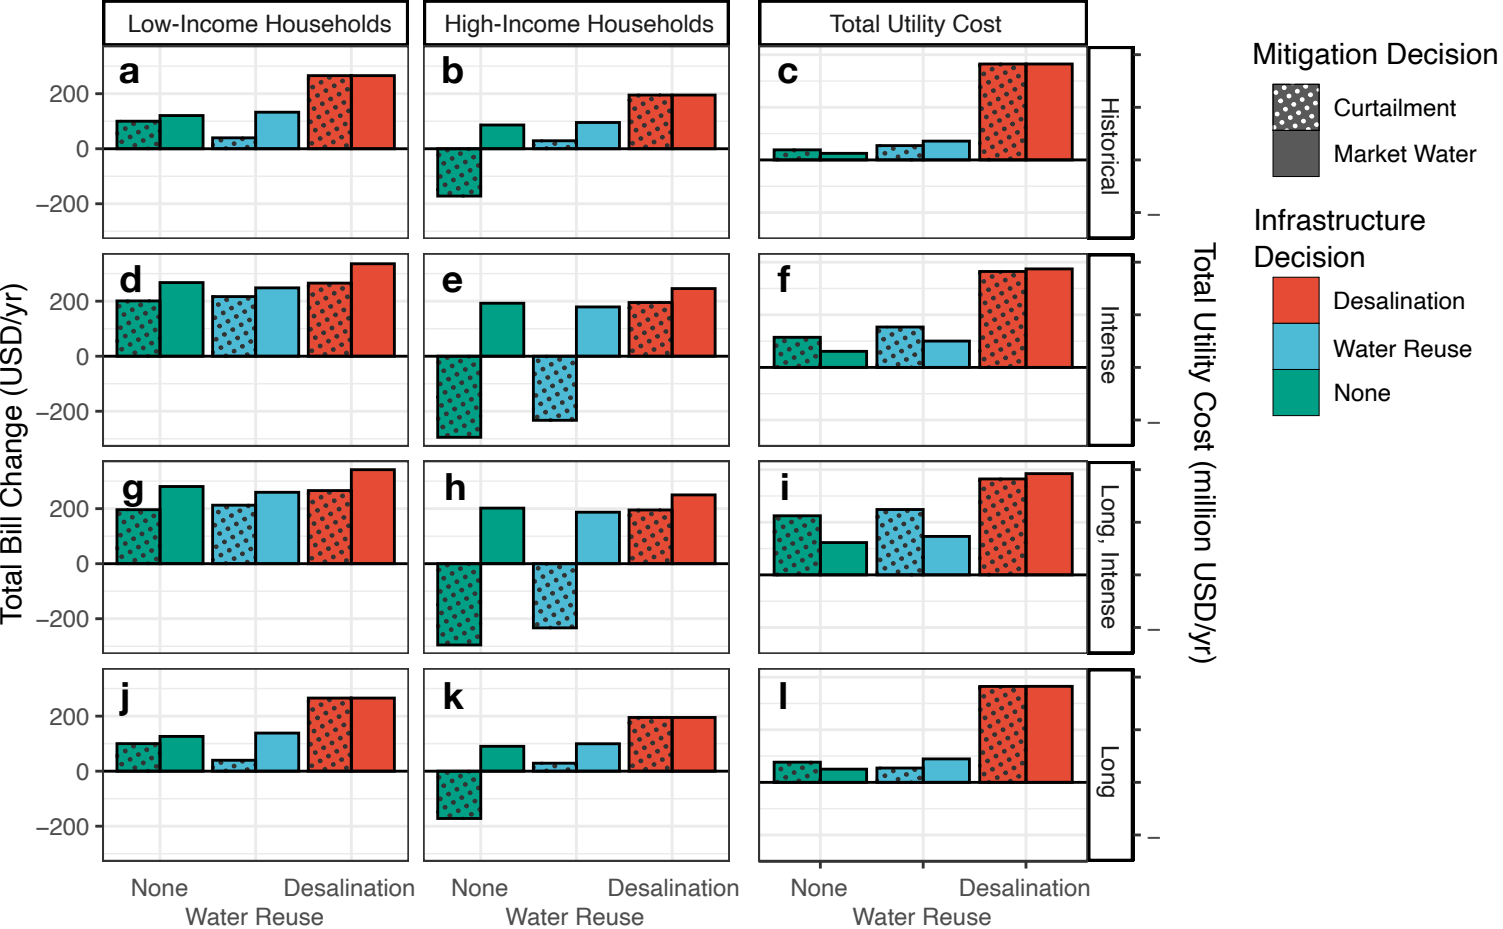 Low-Income Households
High-Income Households
Total Utility Cost
a
b
c
200
0
−200
Historical
–
d
e
f
200
0
−200
Intense
–
g
h
i
200
0
−200
Long, Intense
–
j
k
l
200
0
−200
Long
–
None
Water Reuse
Desalination
None
Water Reuse
Desalination
None
Water Reuse
Desalination
Total Bill Change (USD/yr)
Total Utility Cost (million USD/yr)
Mitigation Decision
Curtailment
Market Water
Infrastructure
Decision
Desalination
Water Reuse
None